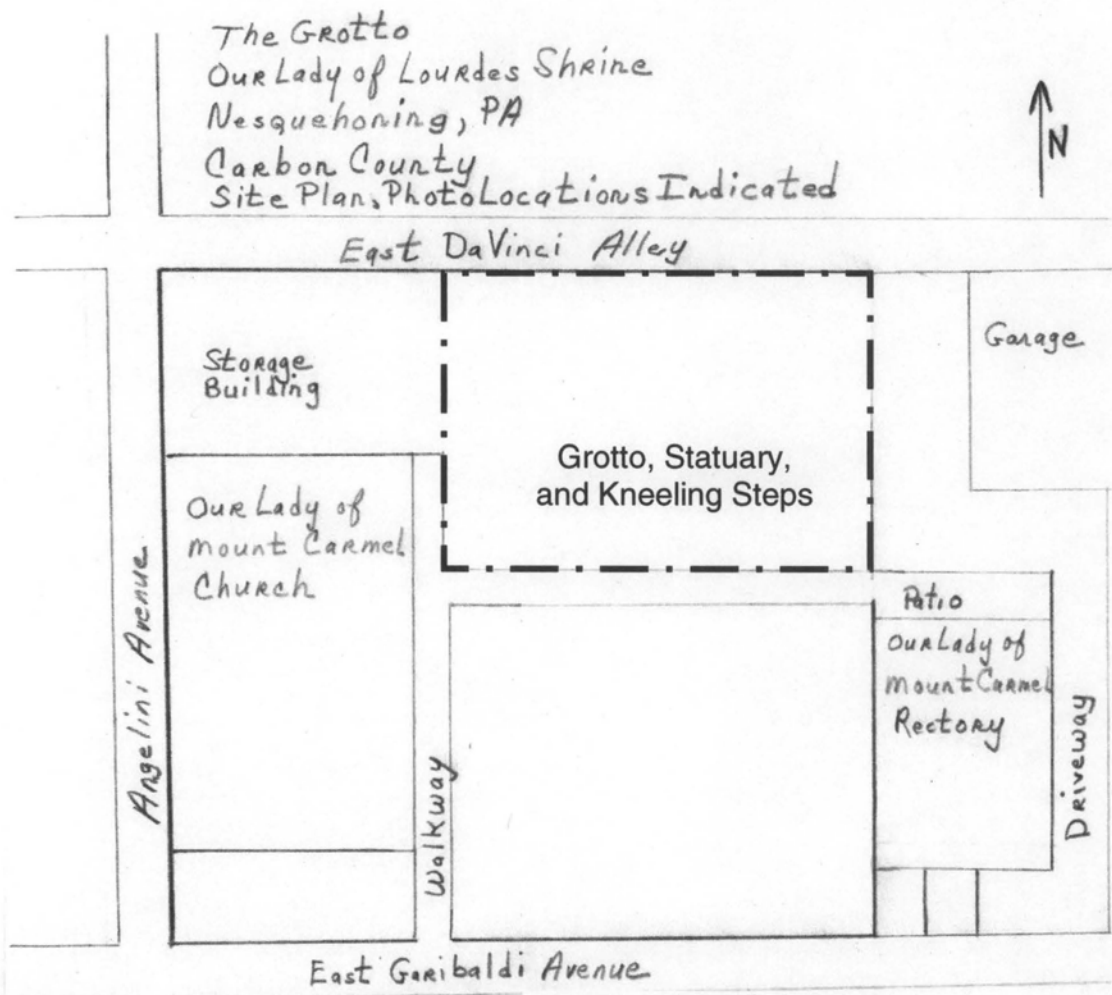 The Grotto
Our Lady of Lourdes Shrine
Nesquehoning, PA
Carbon County
Site Plan, Photo Locations Indicated
N
East DaVinci Allery
Storage
Building
Garage
Grotto, Statuary,
and Kneeling Steps
Our Lady of
Mount Carmel
Church
Patio
Our Lady of
Mount Carmel
Rectory
Angelini Avenue
Walkway
Driveway
East Garibaldi Avenue